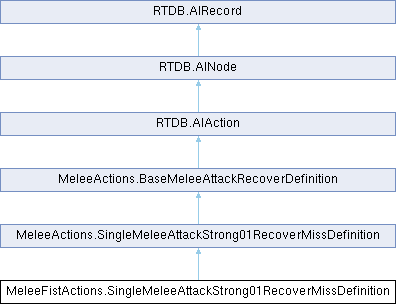 RTDB.AIRecord
RTDB.AINode
RTDB.AIAction
MeleeActions.BaseMeleeAttackRecoverDefinition
MeleeActions.SingleMeleeAttackStrong01RecoverMissDefinition
MeleeFistActions.SingleMeleeAttackStrong01RecoverMissDefinition